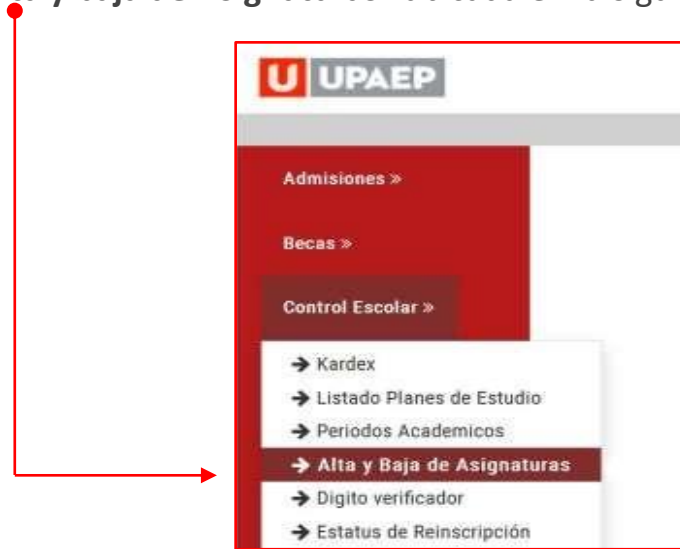 U UPAEP
Admisiones »
Becas »
Control Escolar »
→ Kardex
→ Listado Planes de Estudio
→ Periodos Academicos
→ Alta y Baja de Asignaturas
→ Digito verificador
→ Estatus de Reinscripción